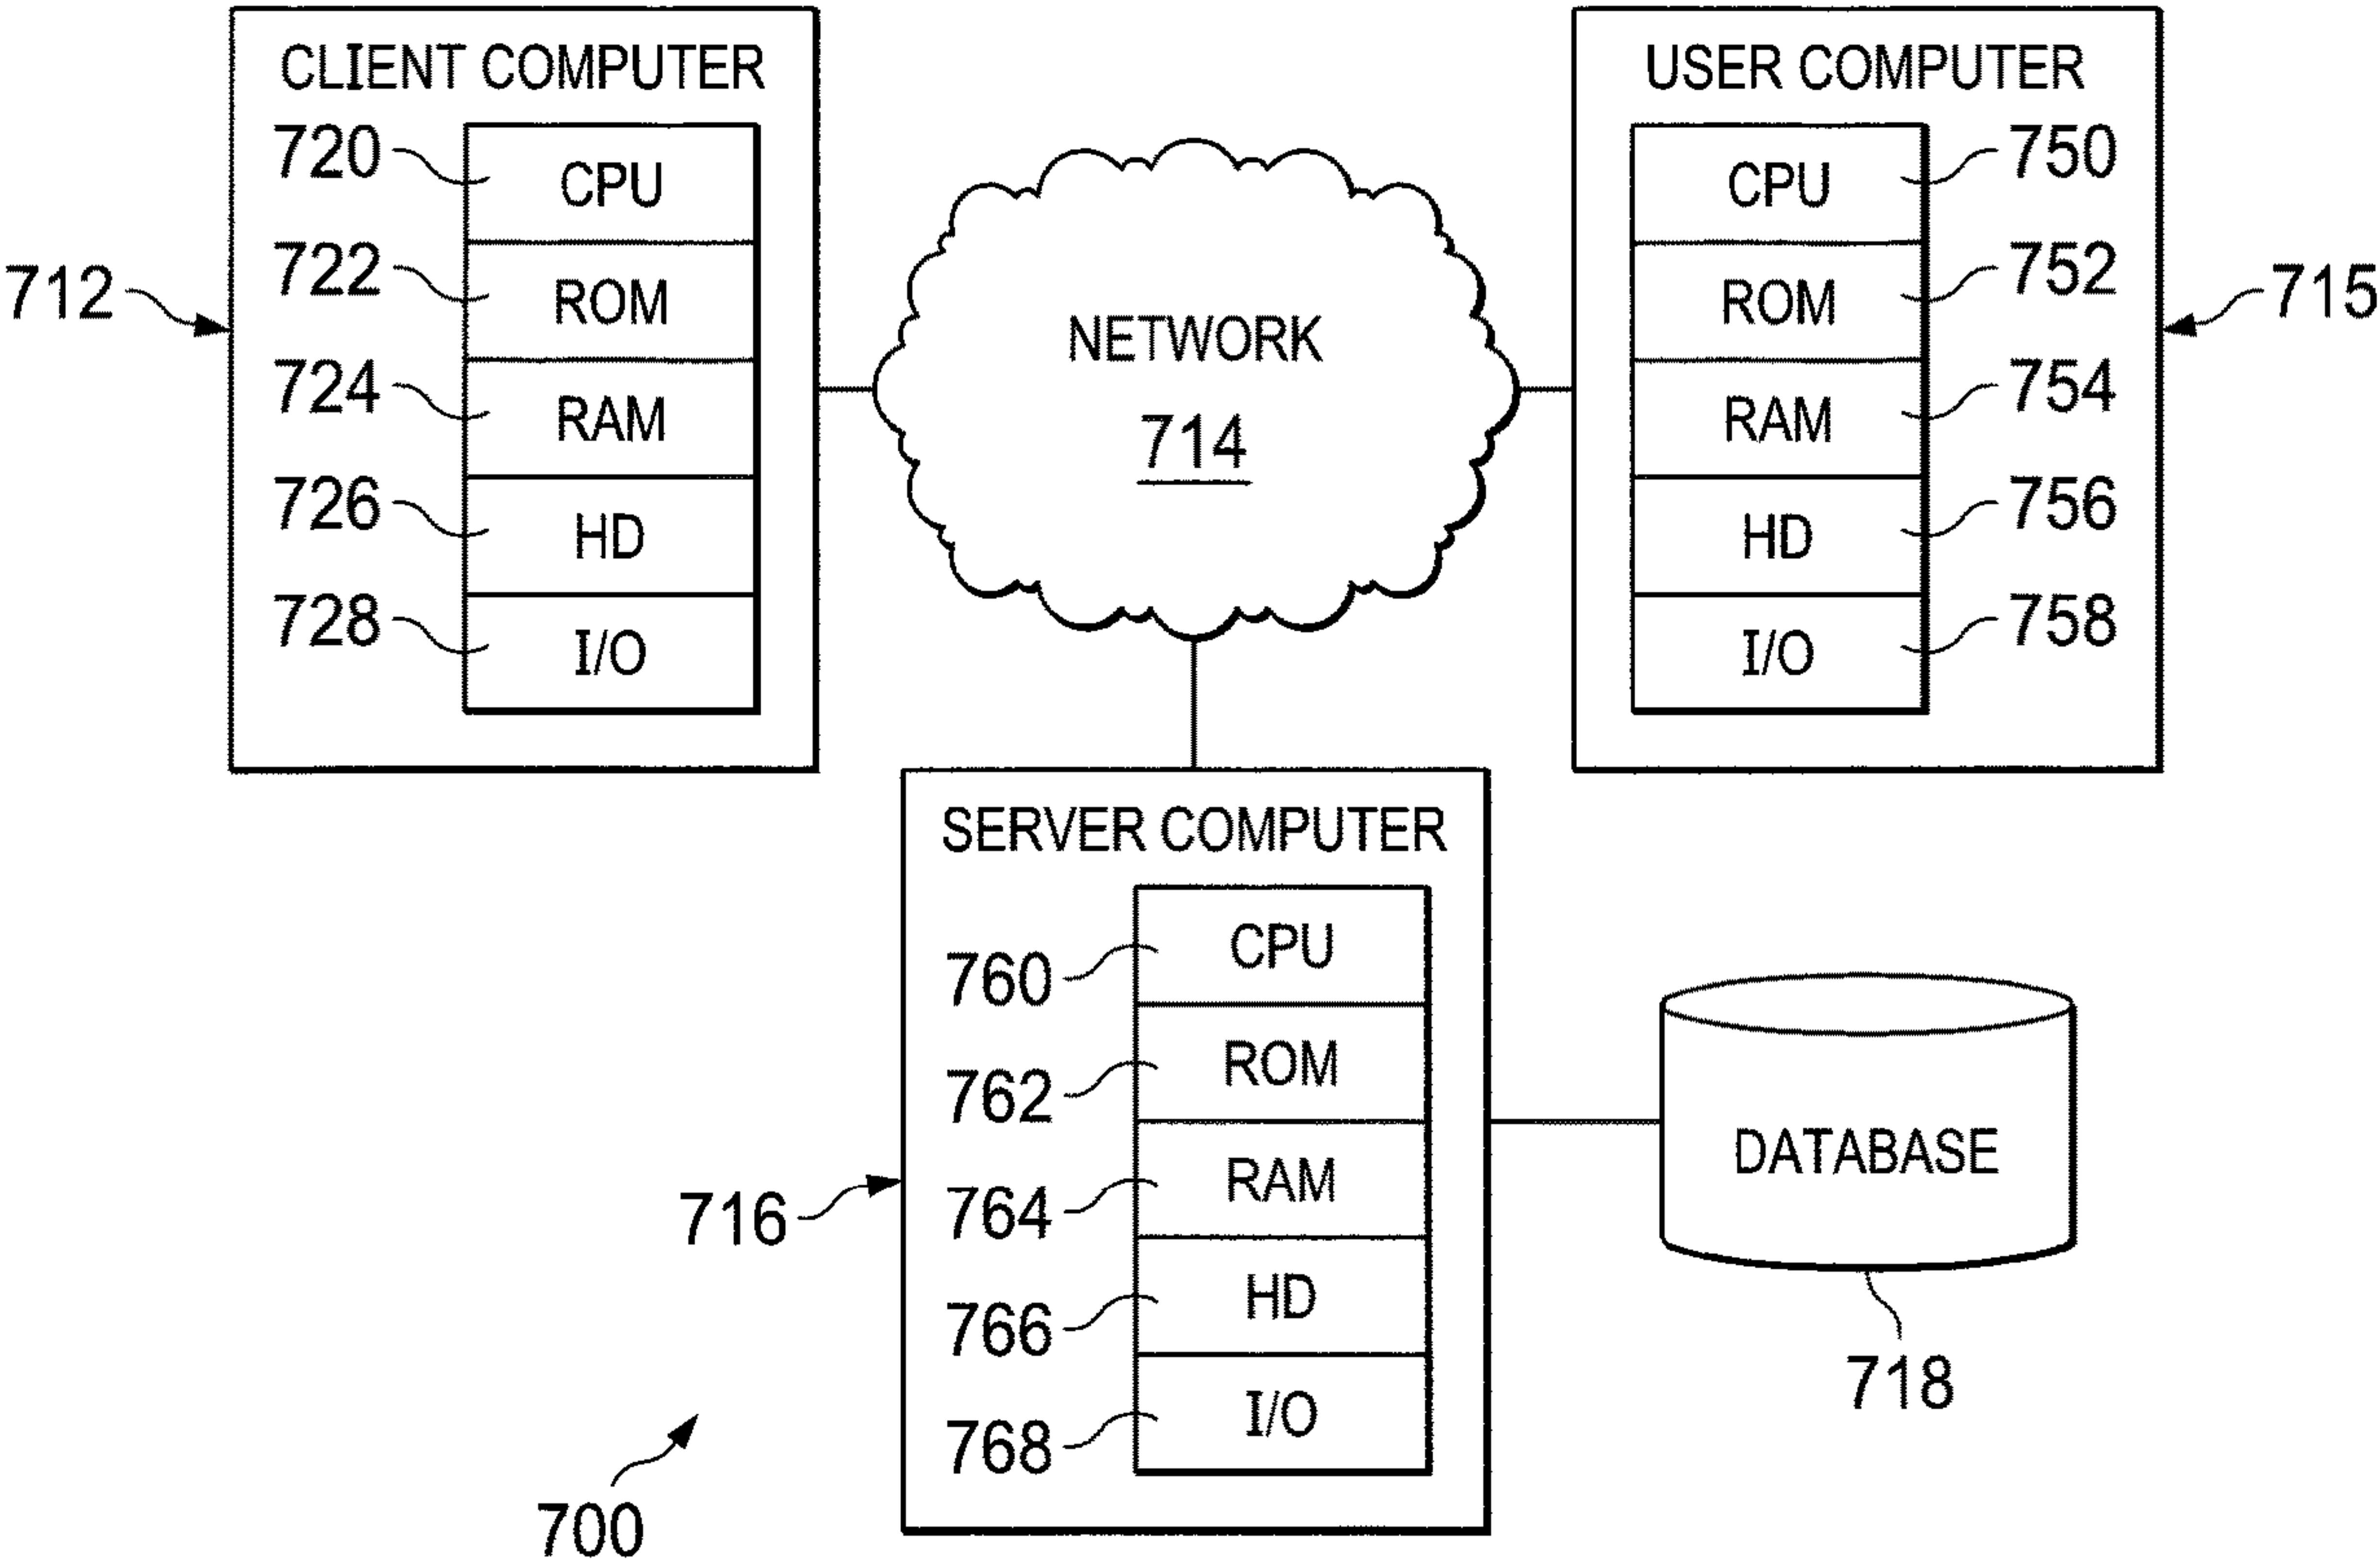 CLIENT COMPUTER
720 CPU
722 ROM
724 RAM
726 HD
728 I/O
712
NETWORK
714
USER COMPUTER
CPU 750
ROM 752
RAM 754
HD 756
I/O 758
715
SERVER COMPUTER
760 CPU
762 ROM
764 RAM
766 HD
768 I/O
716
DATABASE
718
700